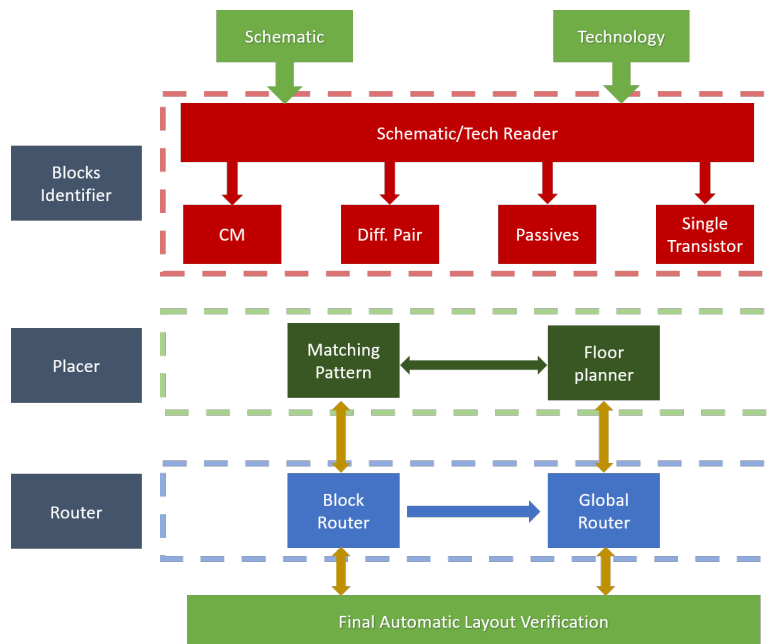 Schematic
Technology
Schematic/Tech Reader
Blocks
Identifier
CM
Diff. Pair
Passives
Single
Transistor
Placer
Matching
Pattern
Floor
planner
Router
Block
Router
Global
Router
Final Automatic Layout Verification